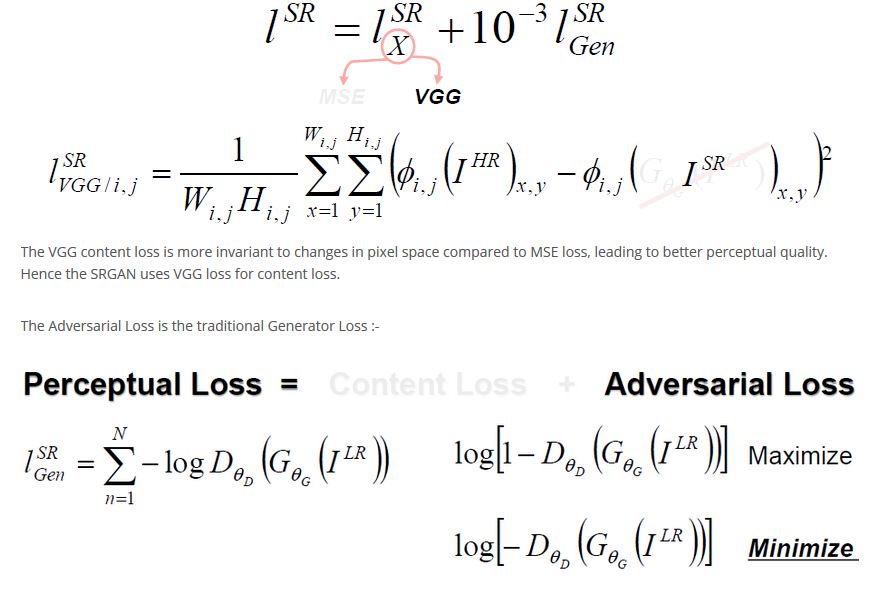 l^{SR} = l_X^{SR} + 10^{-3} l_{Gen}^{SR}
MSE VGG
l_{VGG/i,j}^{SR} = \frac{1}{W_{i,j}H_{i,j}} \sum_{x=1}^{W_{i,j}} \sum_{y=1}^{H_{i,j}} \left( \phi_{i,j} \left( I^{HR} \right)_{x,y} - \phi_{i,j} \left( I^{SR} \right)_{x,y} \right)^2
The VGG content loss is more invariant to changes in pixel space compared to MSE loss, leading to better perceptual quality.
Hence the SRGAN uses VGG loss for content loss.
The Adversarial Loss is the traditional Generator Loss :-
Perceptual Loss = Content Loss + Adversarial Loss
l_{Gen}^{SR} = \sum_{n=1}^{N} - \log D_{\theta_D} \left( G_{\theta_G} \left( I^{LR} \right) \right)
\log \left[ 1 - D_{\theta_D} \left( G_{\theta_G} \left( I^{LR} \right) \right) \right] Maximize
\log \left[ - D_{\theta_D} \left( G_{\theta_G} \left( I^{LR} \right) \right) \right] Minimize